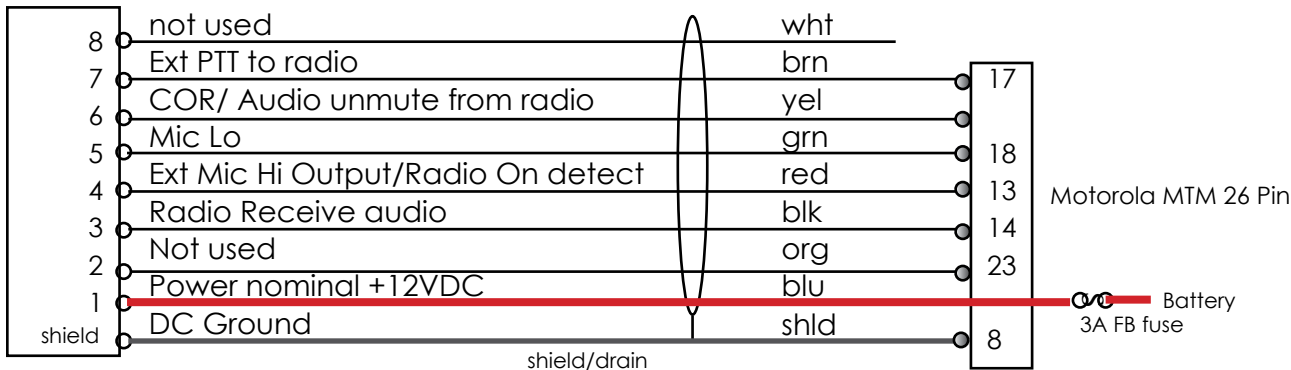 8 not used wht
7 Ext PTT to radio brn 17
6 COR/ Audio unmute from radio yel
5 Mic Lo grn 18
4 Ext Mic Hi Output/Radio On detect red 13
Motorola MTM 26 Pin
3 Radio Receive audio blk 14
2 Not used org 23
1 Power nominal +12VDC blu
Battery
3A FB fuse
shield DC Ground shld 8
shield/drain